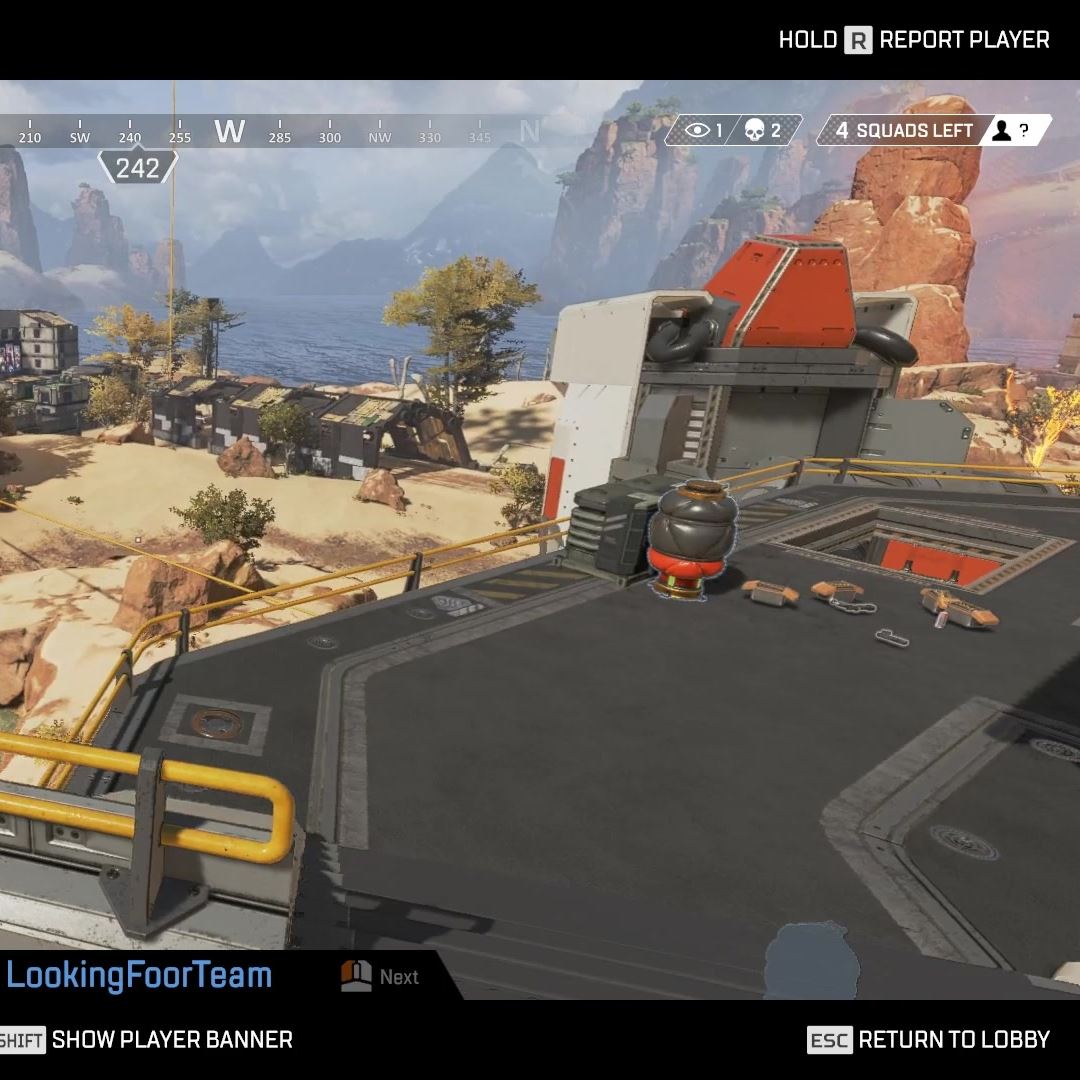 HOLD R REPORT PLAYER
210 SW 240 255 W 285 300 NW 330 345 N
242
1 2
4 SQUADS LEFT ?
LookingFoorTeam
Next
SHIFT SHOW PLAYER BANNER
ESC RETURN TO LOBBY